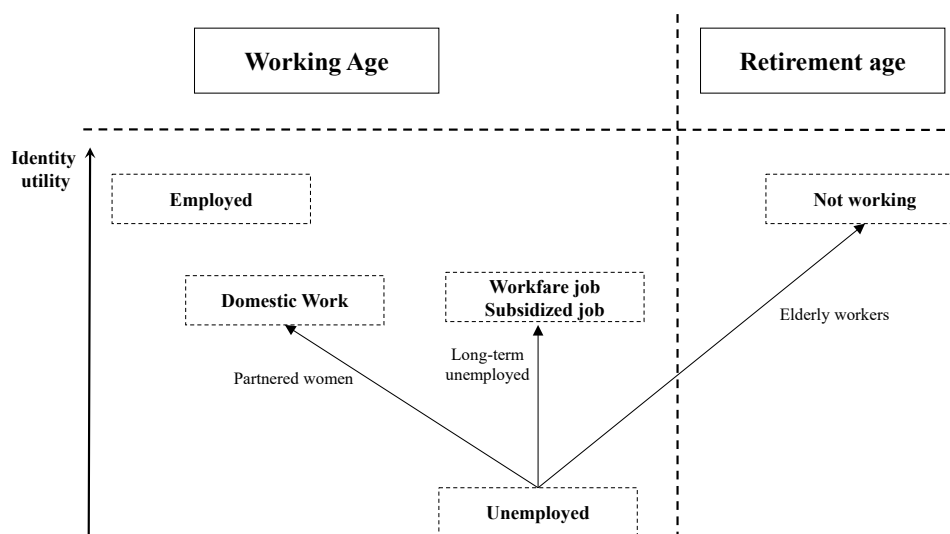 Working Age
Retirement age
Identity
utility
Employed
Not working
Domestic Work
Workfare job
Subsidized job
Elderly workers
Long-term
unemployed
Partnered women
Unemployed